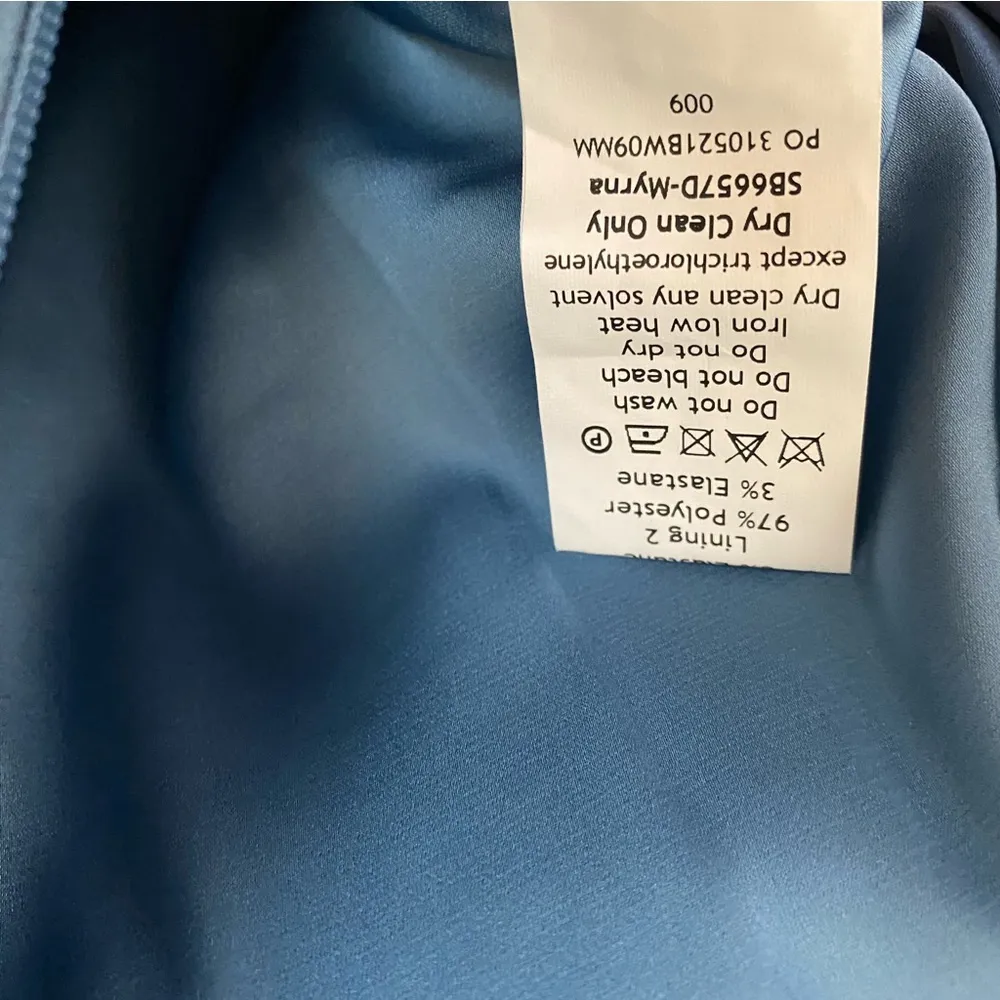 Lining 2
97% Polyester
3% Elastane
P
Do not wash
Do not bleach
Do not dry
Iron low heat
Dry clean any solvent
except trichloroethylene
Dry Clean Only
SB6657D-Myrna
PO 310521BW09MM
009